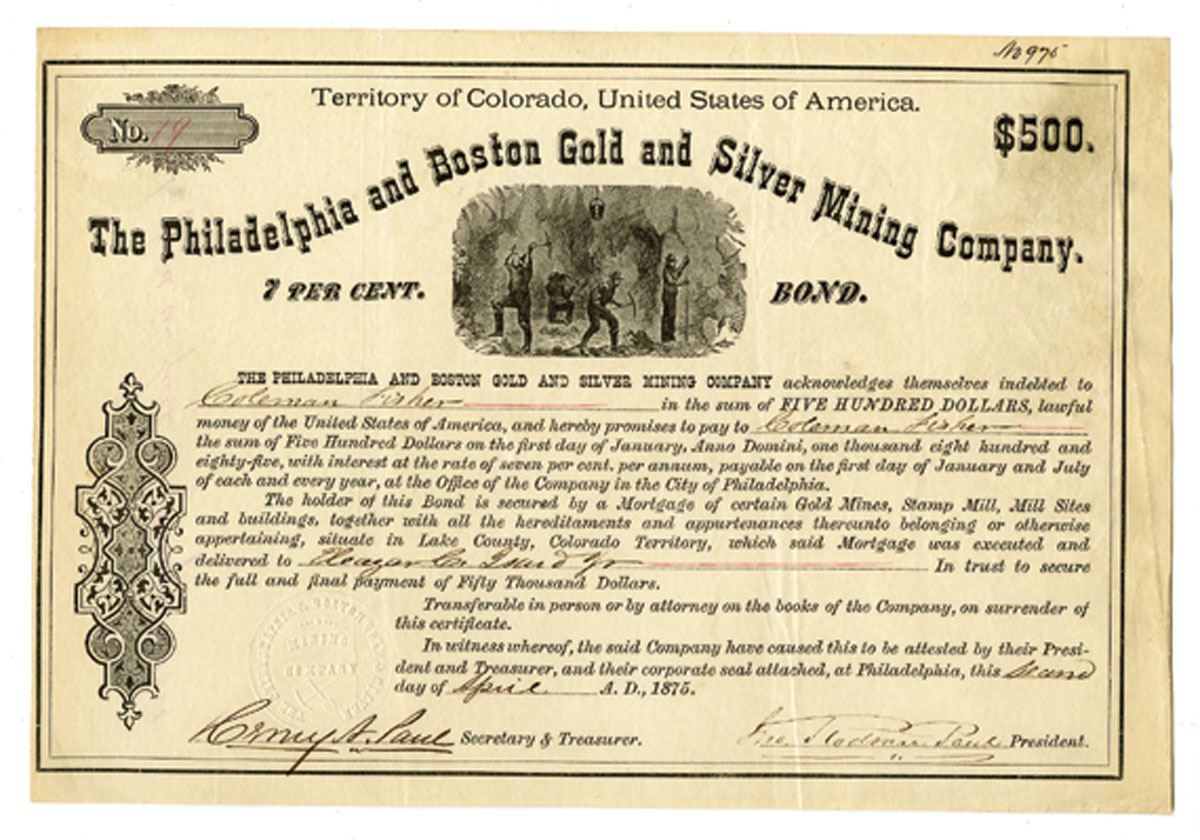 No 975
Territory of Colorado, United States of America.
No. 19
$500.
The Philadelphia and Boston Gold and Silver Mining Company.
7 PER CENT. BOND.
THE PHILADELPHIA AND BOSTON GOLD AND SILVER MINING COMPANY acknowledges themselves indebted to
Coleman Fisher in the sum of FIVE HUNDRED DOLLARS, lawful
money of the United States of America, and hereby promises to pay to Coleman Fisher
the sum of Five Hundred Dollars on the first day of January, Anno Domini, one thousand eight hundred and
eighty-five, with interest at the rate of seven per cent. per annum, payable on the first day of January and July
of each and every year, at the Office of the Company in the City of Philadelphia.
The holder of this Bond is secured by a Mortgage of certain Gold Mines, Stamp Mill, Mill Sites
and buildings, together with all the hereditaments and appurtenances thereunto belonging or otherwise
appertaining, situate in Lake County, Colorado Territory, which said Mortgage was executed and
delivered to In trust to secure
the full and final payment of Fifty Thousand Dollars.
Transferable in person or by attorney on the books of the Company, on surrender of
this certificate.
In witness whereof, the said Company have caused this to be attested by their Presi-
dent and Treasurer, and their corporate seal attached, at Philadelphia, this second
day of April A. D., 1875.
MINING
COMPANY
Paul Secretary & Treasurer.
Paul President.